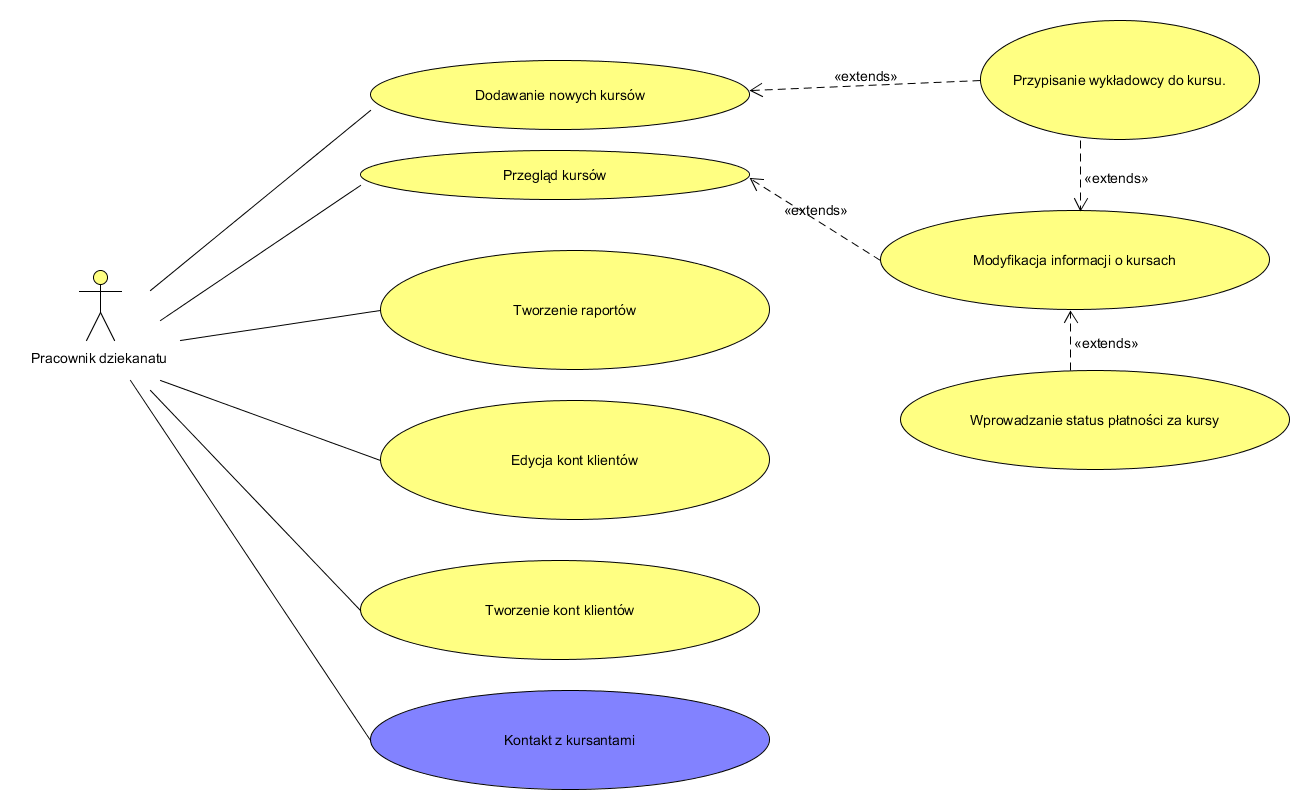 Dodawanie nowych kursów
«extends»
Przypisanie wykładowcy do kursu.
Przegląd kursów
«extends»
«extends»
Modyfikacja informacji o kursach
Tworzenie raportów
«extends»
Pracownik dziekanatu
Wprowadzanie status płatności za kursy
Edycja kont klientów
Tworzenie kont klientów
Kontakt z kursantami